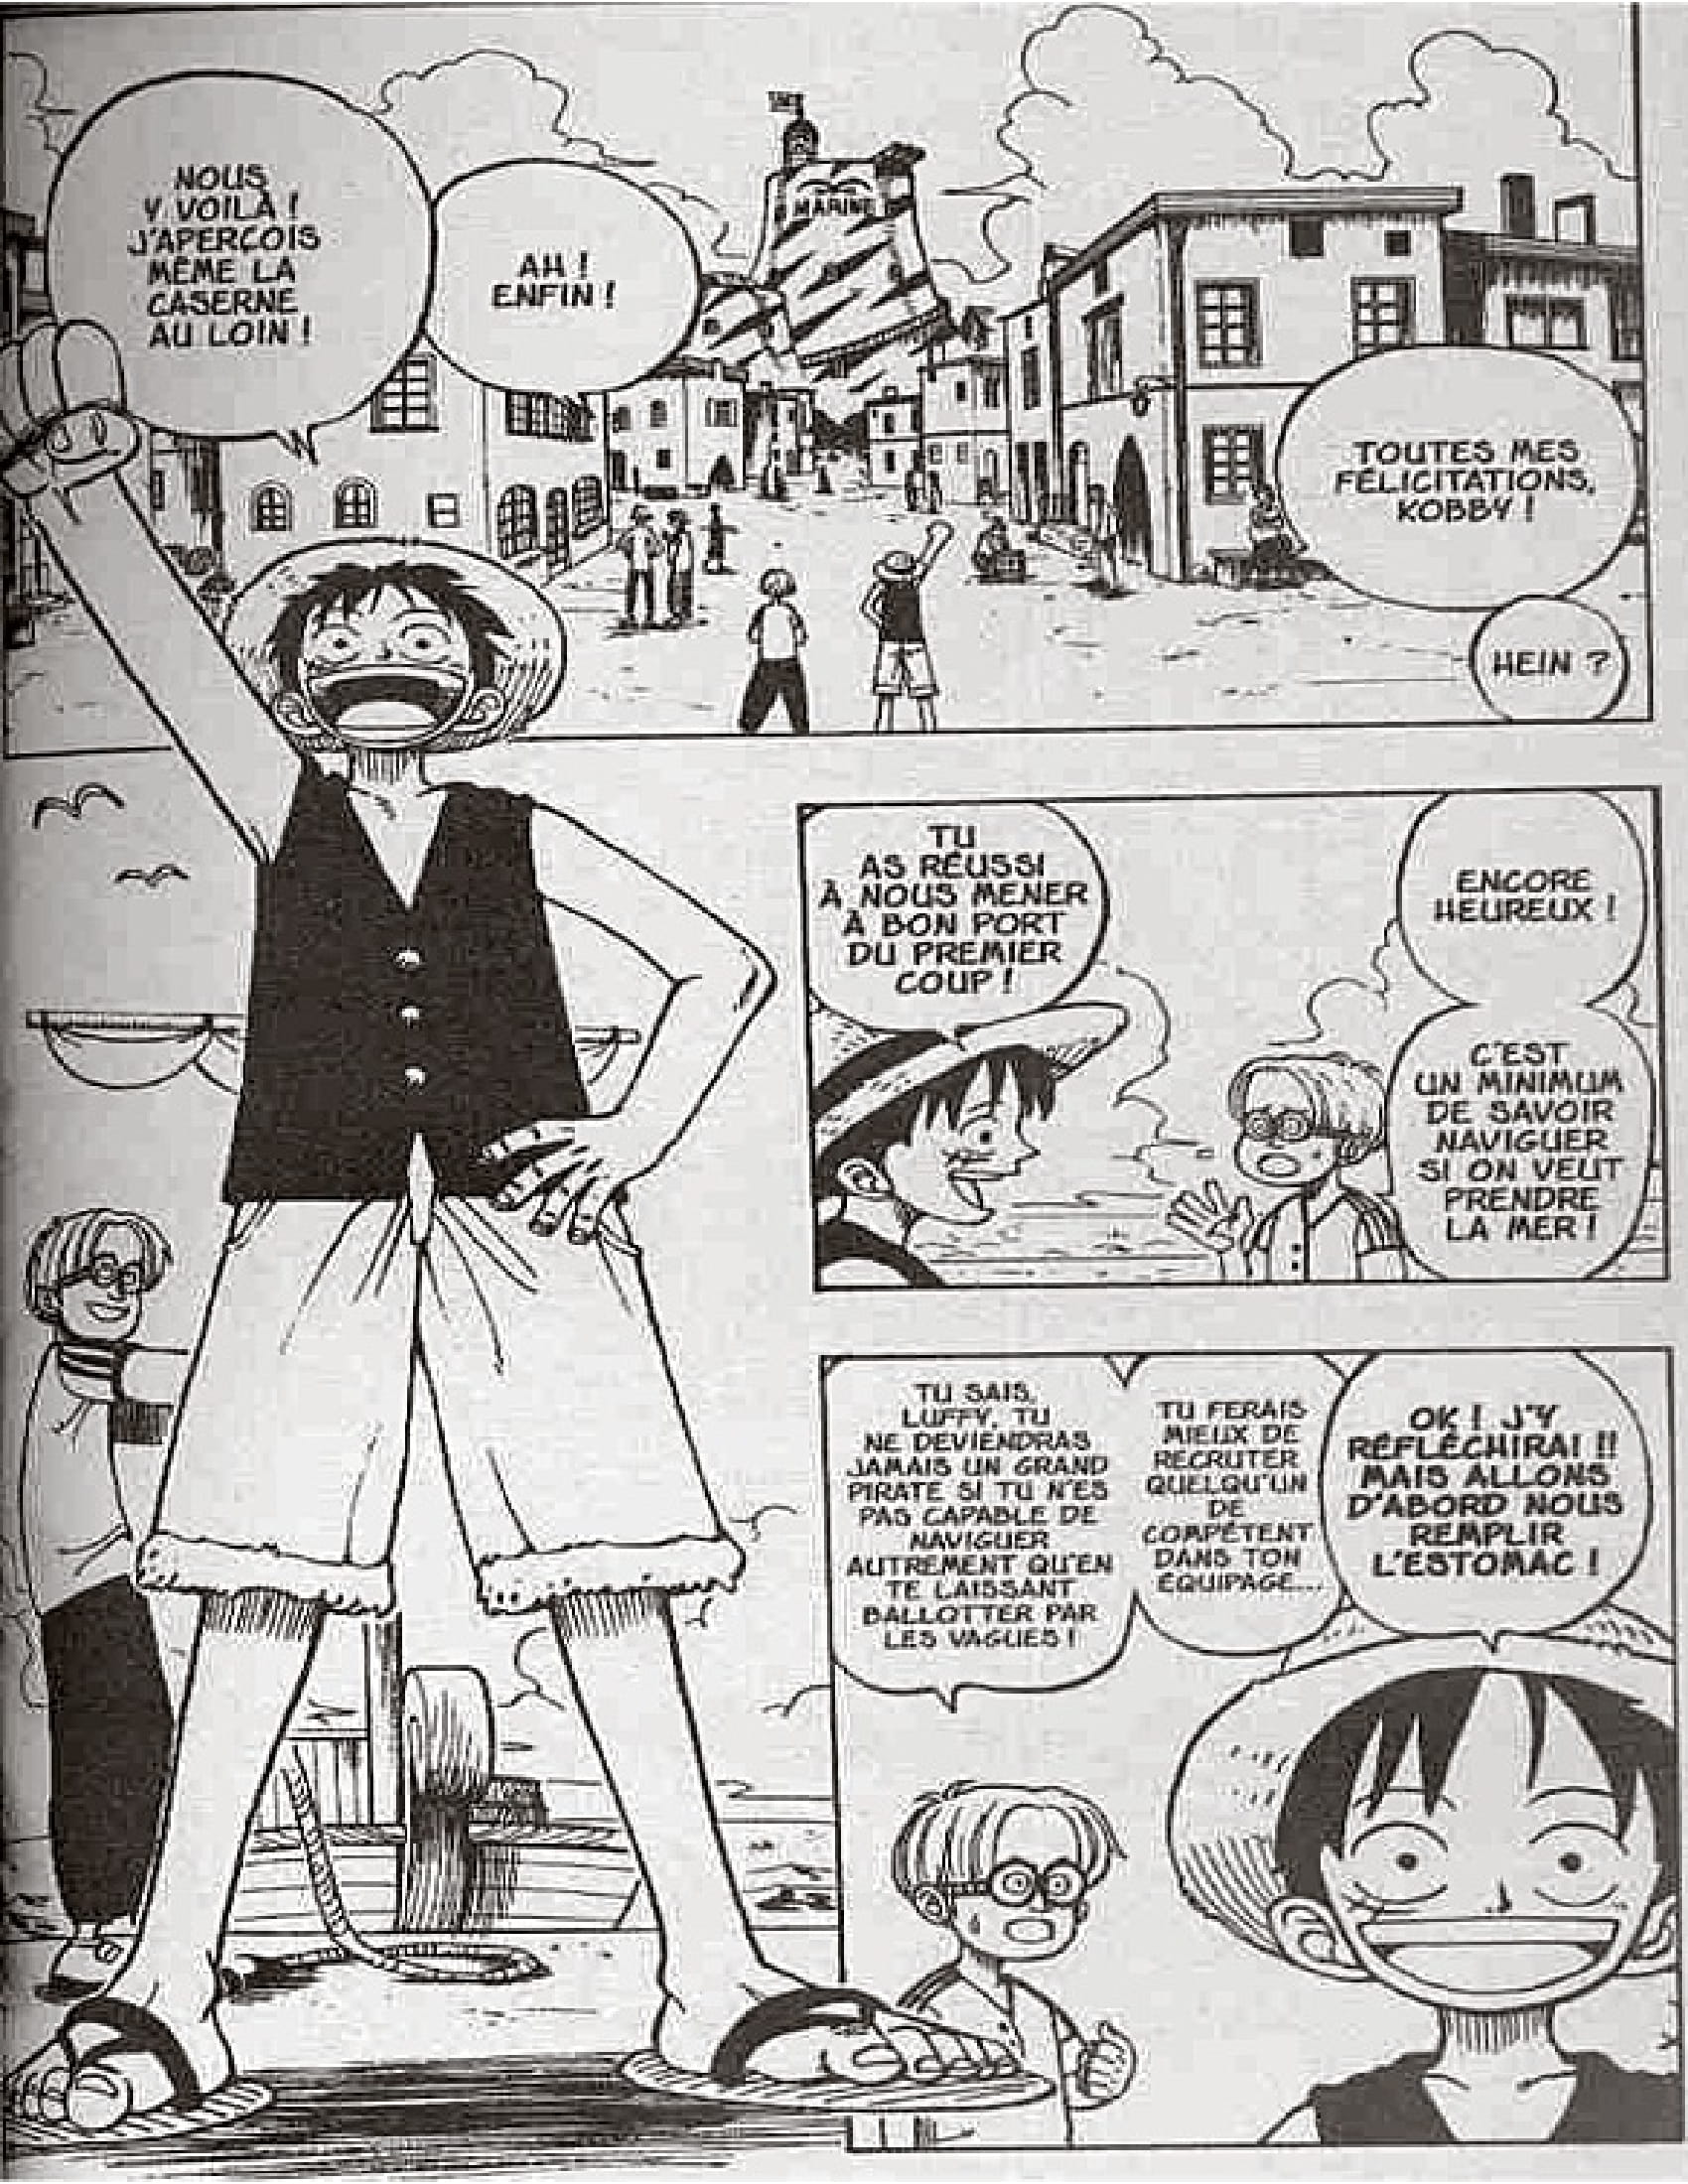 NOUS
Y VOILÀ !
J'APERÇOIS
MÊME LA
CASERNE
AU LOIN !
AH !
ENFIN !
MARINE
TOUTES MES
FÉLICITATIONS,
KOBBY !
HEIN ?
TU
AS RÉUSSI
À NOUS MENER
À BON PORT
DU PREMIER
COUP !
ENCORE
HEUREUX !
C'EST
UN MINIMUM
DE SAVOIR
NAVIGUER
SI ON VEUT
PRENDRE
LA MER !
TU SAIS,
LUFFY, TU
NE DEVIENDRAS
JAMAIS UN GRAND
PIRATE SI TU N'ES
PAS CAPABLE DE
NAVIGUER
AUTREMENT QU'EN
TE LAISSANT
BALLOTTER PAR
LES VAGUES !
TU FERAIS
MIEUX DE
RECRUTER
QUELQU'UN
DE
COMPÉTENT
DANS TON
ÉQUIPAGE...
OK ! J'Y
RÉFLÉCHIRAI !!
MAIS ALLONS
D'ABORD NOUS
REMPLIR
L'ESTOMAC !